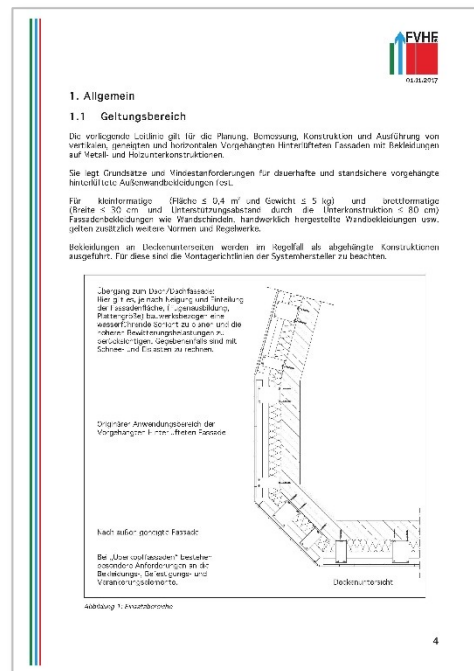 FVHF
01.11.2017
1. Allgemein
1.1 Geltungsbereich
Die vorliegende Leitlinie gilt für die Planung, Bemessung, Konstruktion und Ausführung von
vertikalen, geneigten und horizontalen Vorgehängten Hinterlüfteten Fassaden mit Bekleidungen
auf Metall- und Holzunterkonstruktionen.
Sie legt Grundsätze und Mindestanforderungen für dauerhafte und standsichere vorgehängte
hinterlüftete Außenwandbekleidungen fest.
Für kleinformatige (Fläche ≤ 0,4 m² und Gewicht ≤ 5 kg) und brettformatige
(Breite ≤ 30 cm und Unterstützungsabstand durch die Unterkonstruktion ≤ 80 cm)
Fassadenbekleidungen wie Wandschindeln, handwerklich hergestellte Wandbekleidungen usw.
gelten zusätzlich weitere Normen und Regelwerke.
Bekleidungen an Deckenunterseiten werden im Regelfall als abgehängte Konstruktionen
ausgeführt. Für diese sind die Montagerichtlinien der Systemhersteller zu beachten.
Übergang zum Dach/Dachfassade:
Hier gilt es, je nach Neigung und Einteilung
der Fassadenfläche, (Fugenausbildung,
Plattengröße) bauwerksbezogen eine
wasserführende Schicht zu planen und die
höheren Bewitterungsbelastungen zu
berücksichtigen. Gegebenenfalls sind mit
Schnee- und Eislasten zu rechnen.
Originärer Anwendungsbereich der
Vorgehängten Hinterlüfteten Fassade
Nach außen geneigte Fassade
Bei „Überkopffassaden" bestehen
besondere Anforderungen an die
Bekleidungs-, Befestigungs- und
Verankerungselemente.
Deckenuntersicht
Abbildung 1: Einsatzbereiche
4